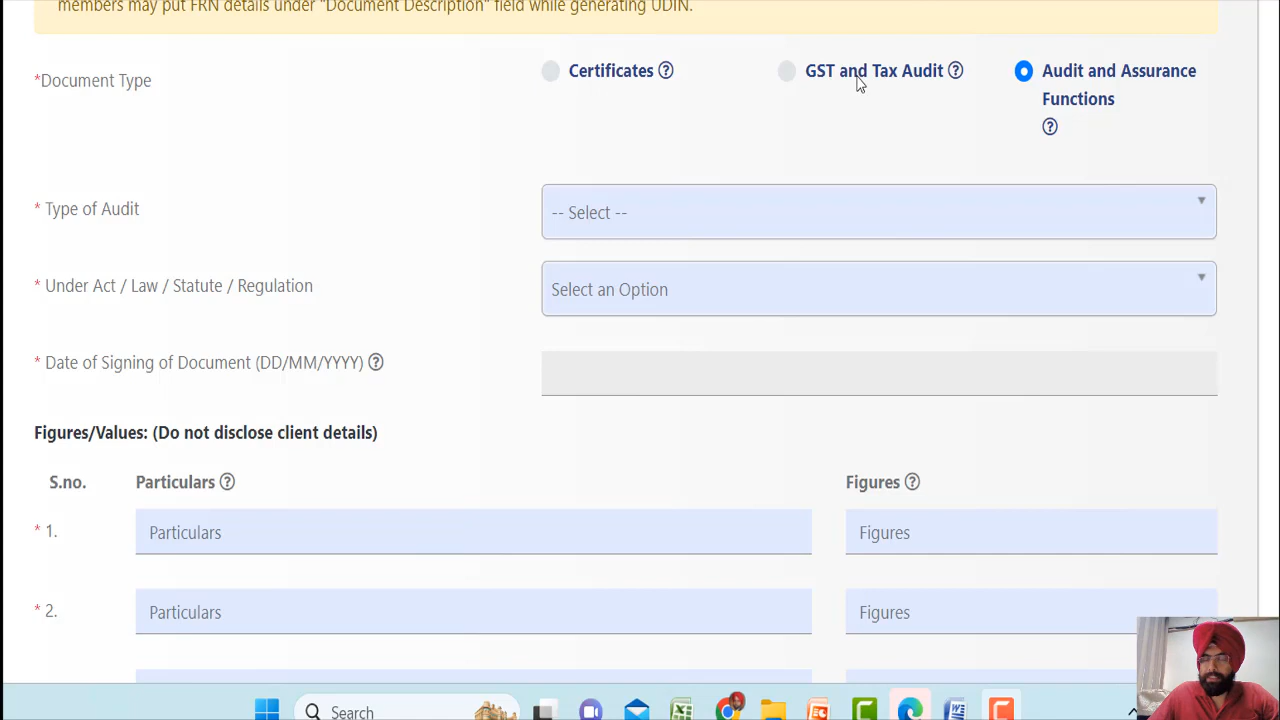 members may put FRN details under "Document Description" field while generating UDIN.
*Document Type
Certificates
GST and Tax Audit
Audit and Assurance
Functions
* Type of Audit
-- Select --
* Under Act / Law / Statute / Regulation
Select an Option
* Date of Signing of Document (DD/MM/YYYY)
Figures/Values: (Do not disclose client details)
S.no. Particulars Figures
* 1. Particulars Figures
* 2. Particulars Figures
Search